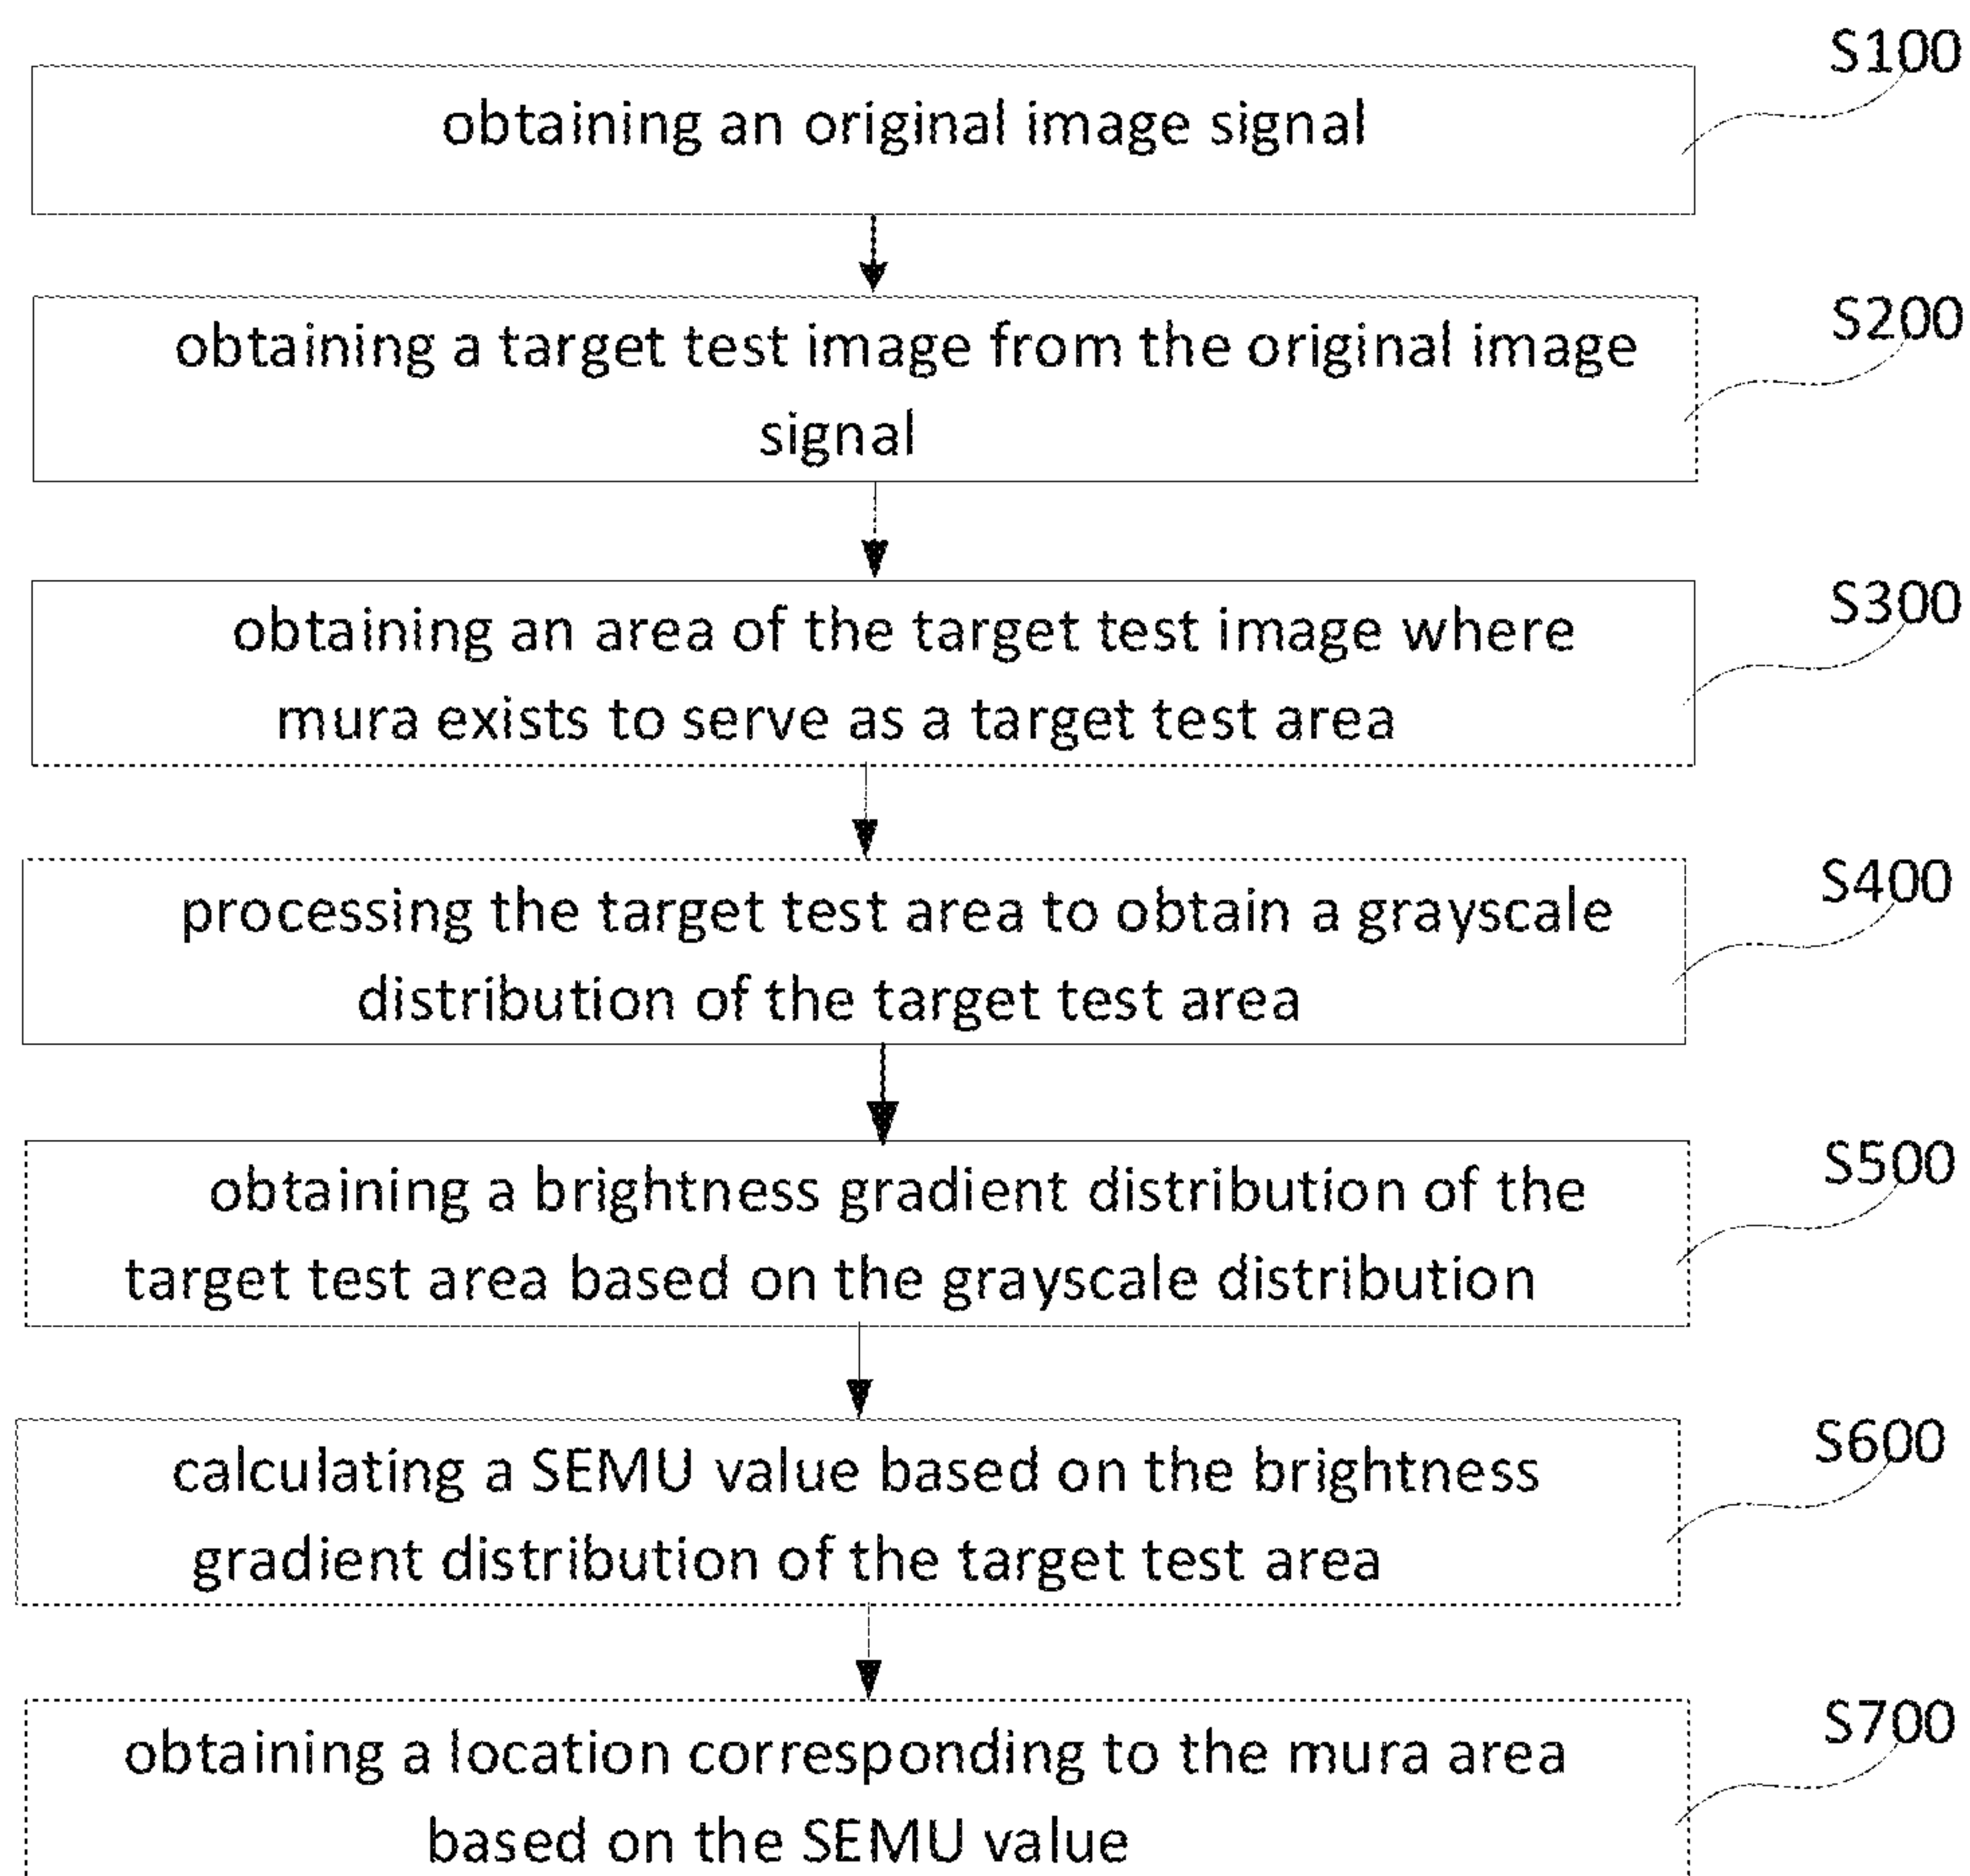 S100
obtaining an original image signal
S200
obtaining a target test image from the original image
signal
S300
obtaining an area of the target test image where
mura exists to serve as a target test area
S400
processing the target test area to obtain a grayscale
distribution of the target test area
S500
obtaining a brightness gradient distribution of the
target test area based on the grayscale distribution
S600
calculating a SEMU value based on the brightness
gradient distribution of the target test area
S700
obtaining a location corresponding to the mura area
based on the SEMU value